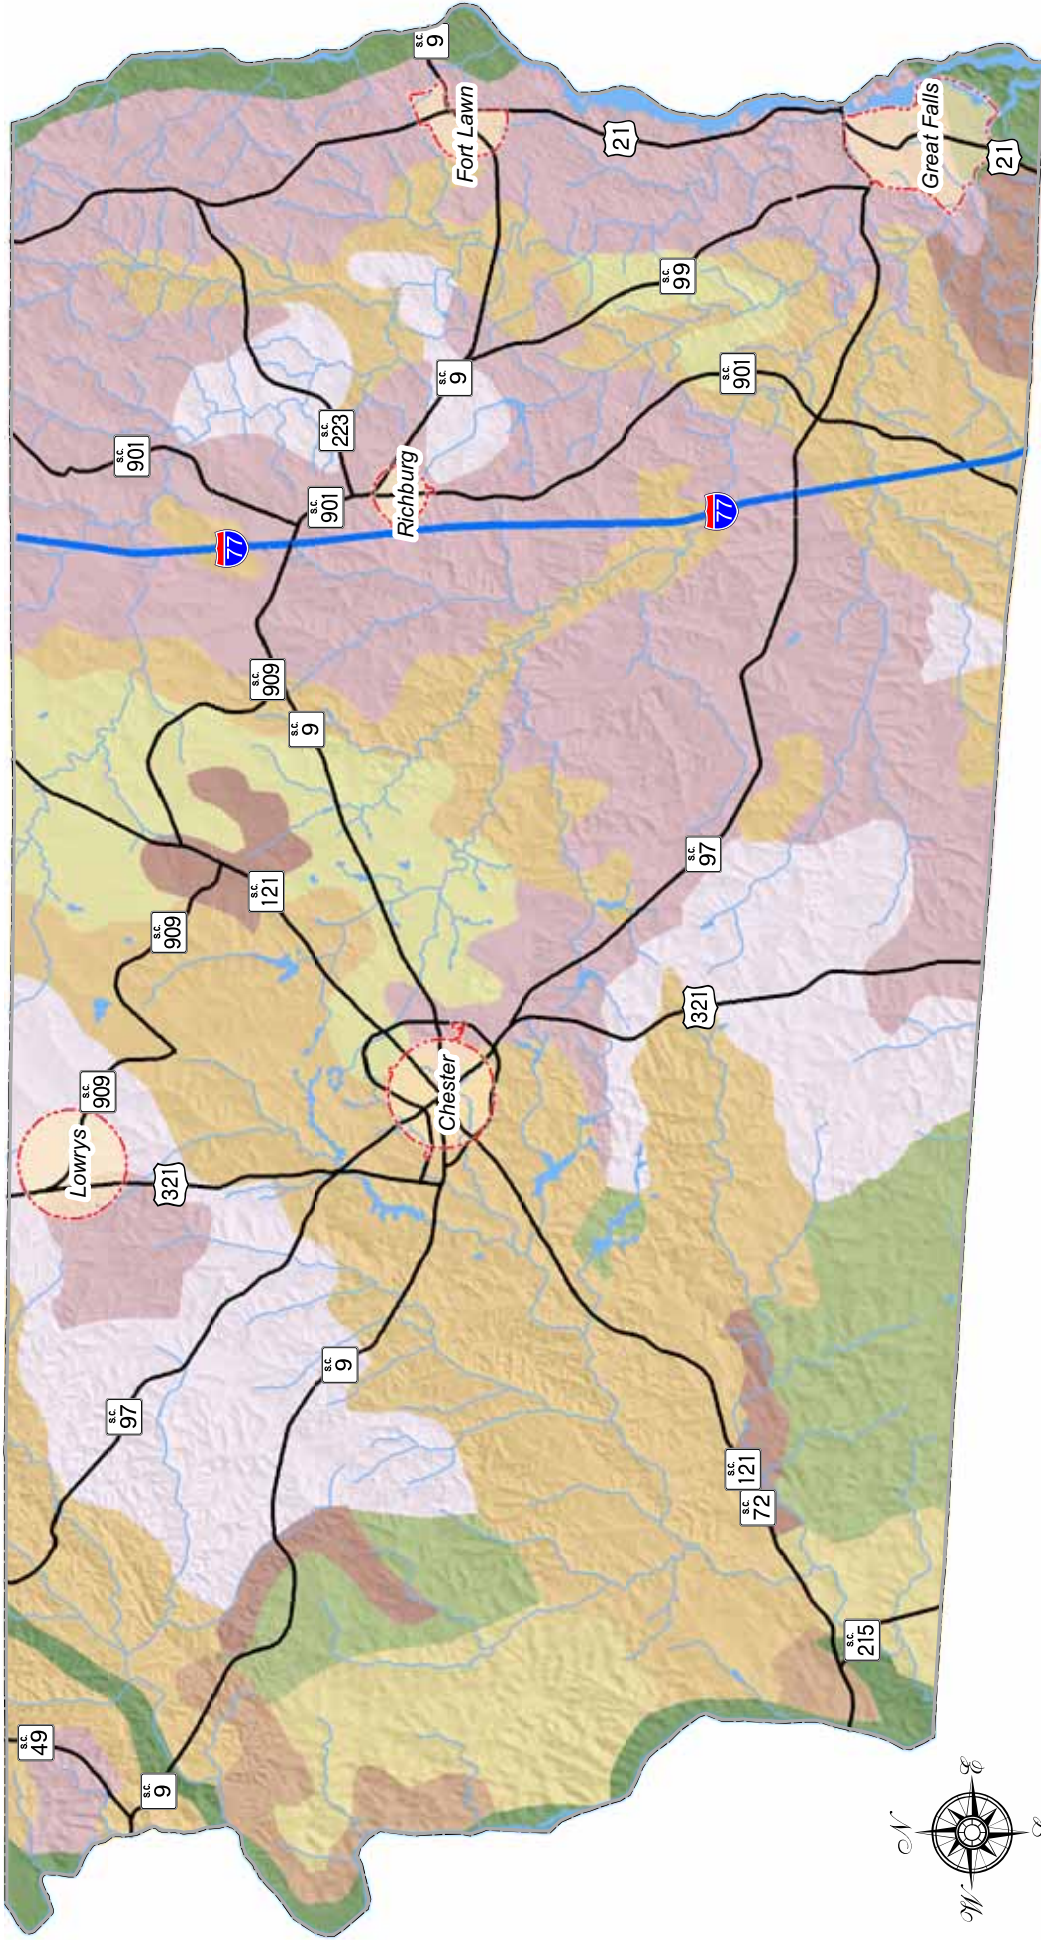 S.C.
49
Lowrys
S.C.
909
S.C.
97
S.C.
901
S.C.
9
321
S.C.
909
77
S.C.
121
S.C.
909
S.C.
9
S.C.
901
S.C.
223
S.C.
9
Richburg
S.C.
9
Chester
S.C.
9
Fort Lawn
21
S.C.
99
321
S.C.
97
77
S.C.
901
S.C.
121
S.C.
72
S.C.
215
Great Falls
21
N
W
E